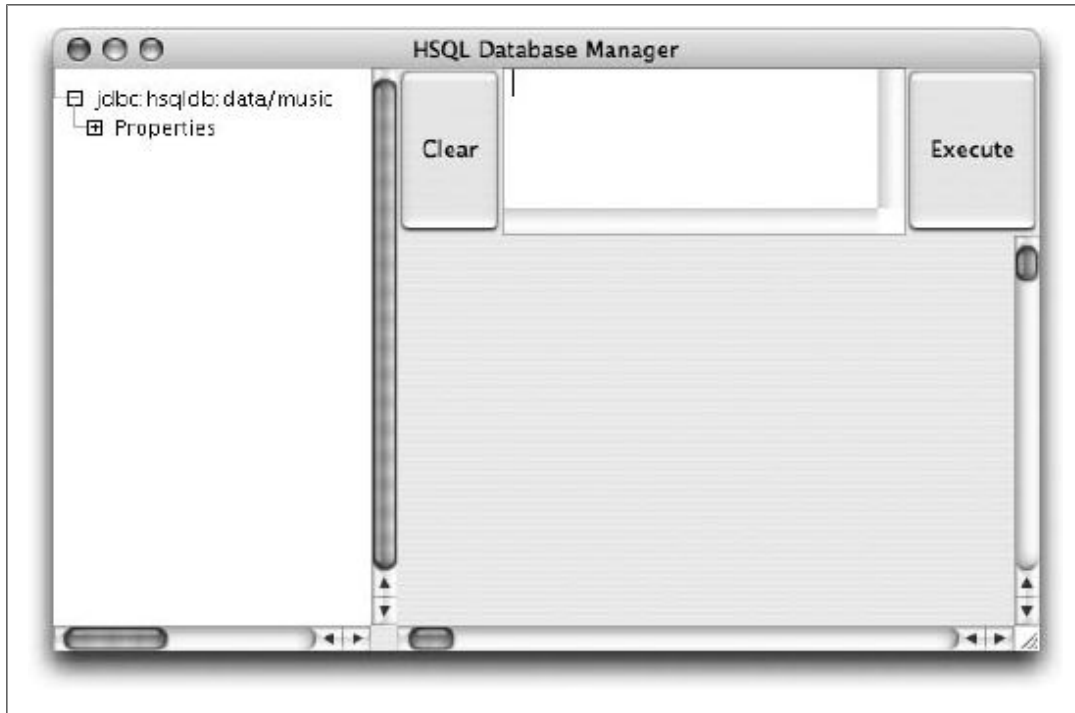 HSQL Database Manager
jdbc:hsqldb:data/music
Properties
Clear
Execute